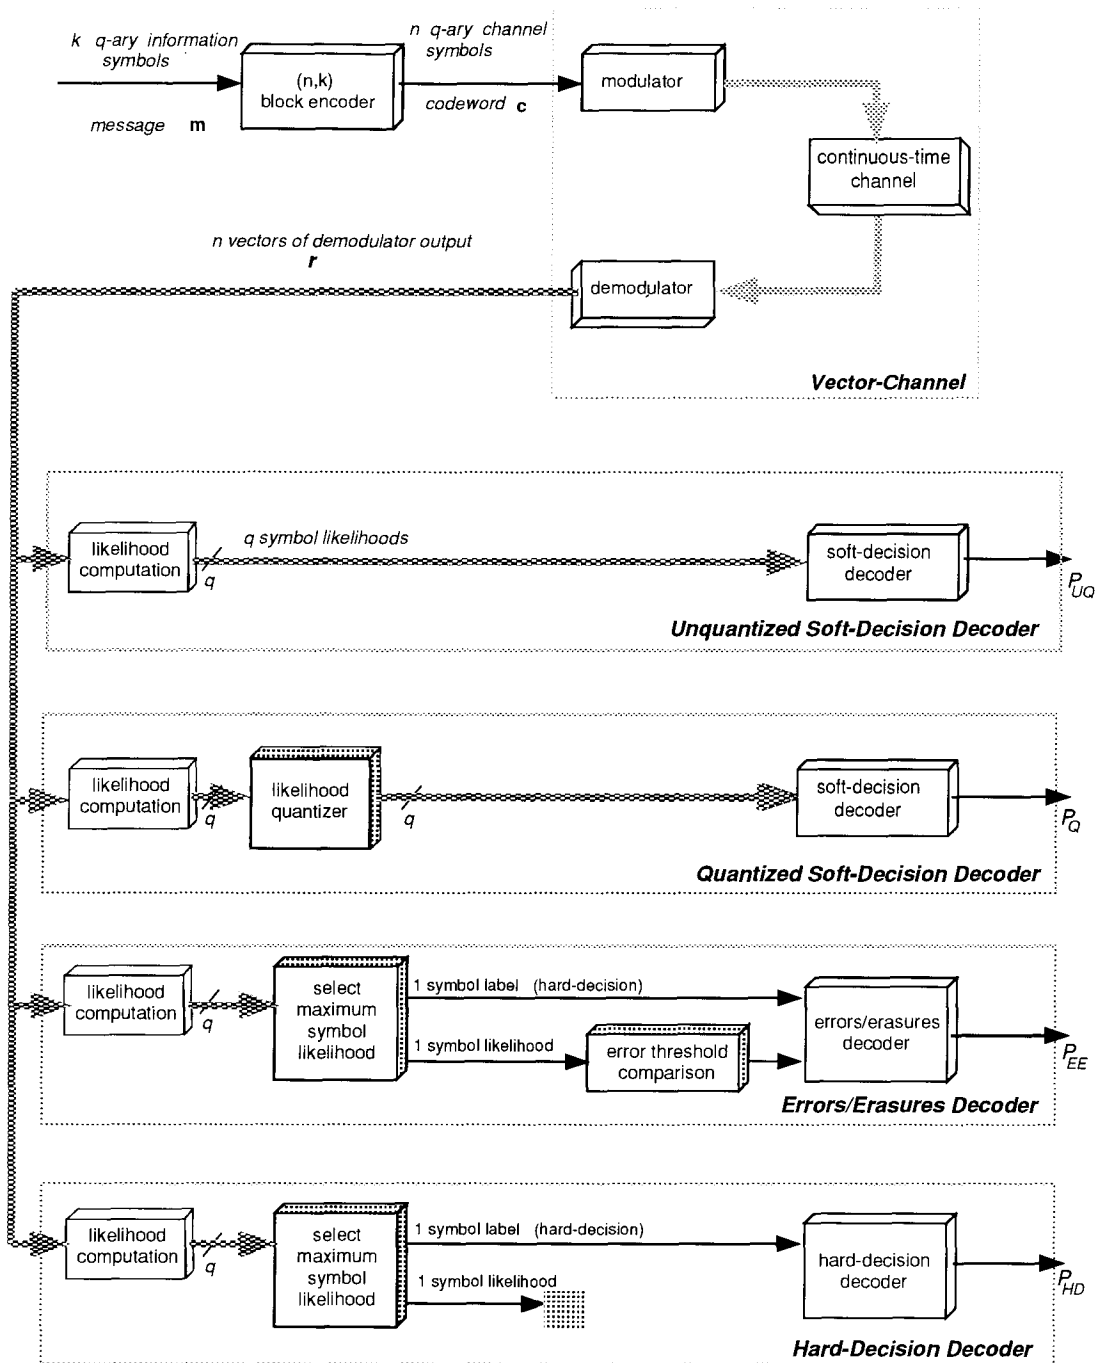 k q-ary information
symbols
n q-ary channel
symbols
(n,k)
block encoder
modulator
message m
codeword c
continuous-time
channel
n vectors of demodulator output
r
demodulator
Vector-Channel
likelihood
computation
q
q symbol likelihoods
soft-decision
decoder
P_UQ
Unquantized Soft-Decision Decoder
likelihood
computation
q
likelihood
quantizer
q
soft-decision
decoder
P_Q
Quantized Soft-Decision Decoder
likelihood
computation
q
select
maximum
symbol
likelihood
1 symbol label (hard-decision)
1 symbol likelihood
error threshold
comparison
errors/erasures
decoder
P_EE
Errors/Erasures Decoder
likelihood
computation
q
select
maximum
symbol
likelihood
1 symbol label (hard-decision)
1 symbol likelihood
hard-decision
decoder
P_HD
Hard-Decision Decoder